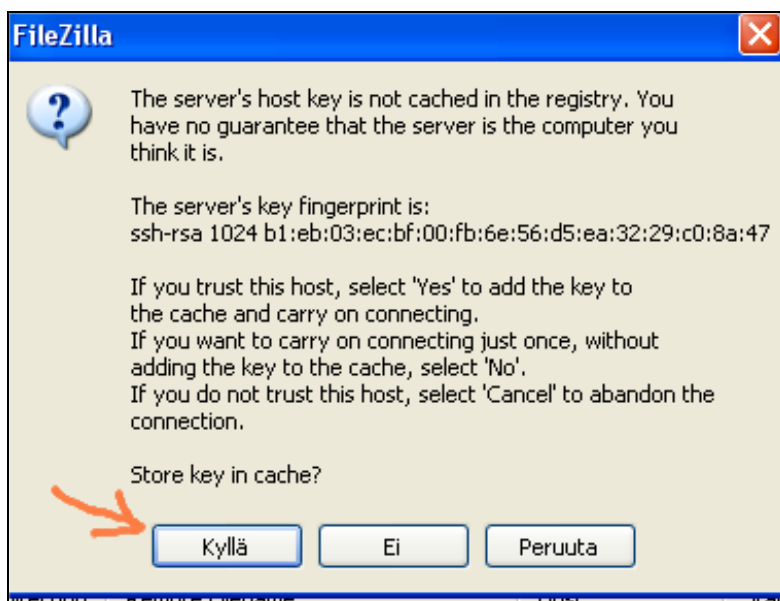 FileZilla
The server's host key is not cached in the registry. You
have no guarantee that the server is the computer you
think it is.
The server's key fingerprint is:
ssh-rsa 1024 b1:eb:03:ec:bf:00:fb:6e:56:d5:ea:32:29:c0:8a:47
If you trust this host, select 'Yes' to add the key to
the cache and carry on connecting.
If you want to carry on connecting just once, without
adding the key to the cache, select 'No'.
If you do not trust this host, select 'Cancel' to abandon the
connection.
Store key in cache?
Kyllä Ei Peruuta